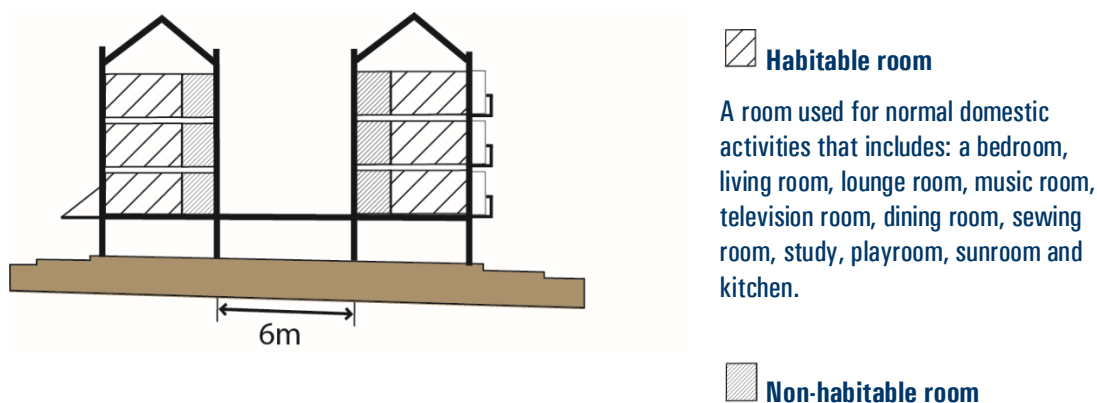 Habitable room
A room used for normal domestic
activities that includes: a bedroom,
living room, lounge room, music room,
television room, dining room, sewing
room, study, playroom, sunroom and
kitchen.
6m
Non-habitable room